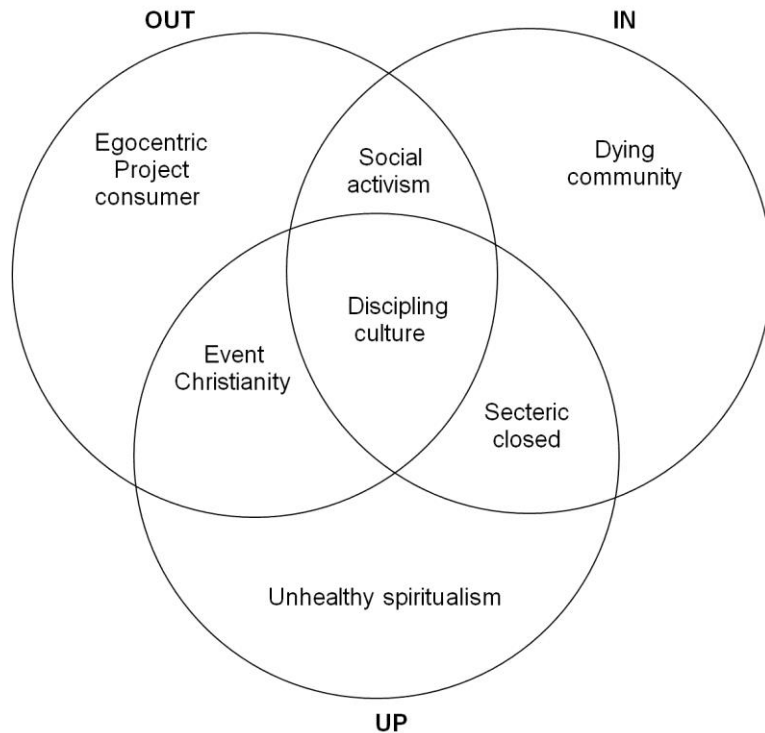 OUT
IN
Egocentric
Project
consumer
Social
activism
Dying
community
Discipling
culture
Event
Christianity
Secteric
closed
Unhealthy spiritualism
UP